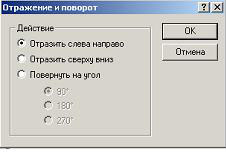 Отражение и поворот
Действие
Отразить слева направо
Отразить сверху вниз
Повернуть на угол
90°
180°
270°
OK
Отмена